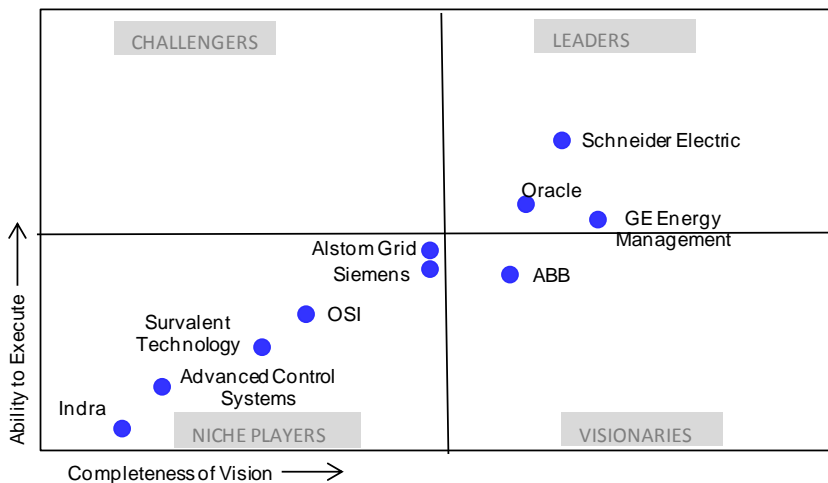 CHALLENGERS
LEADERS
Schneider Electric
Oracle
GE Energy
Management
Alstom Grid
Siemens
ABB
OSI
Survalent
Technology
Advanced Control
Systems
Indra
NICHE PLAYERS
VISIONARIES
Ability to Execute
Completeness of Vision